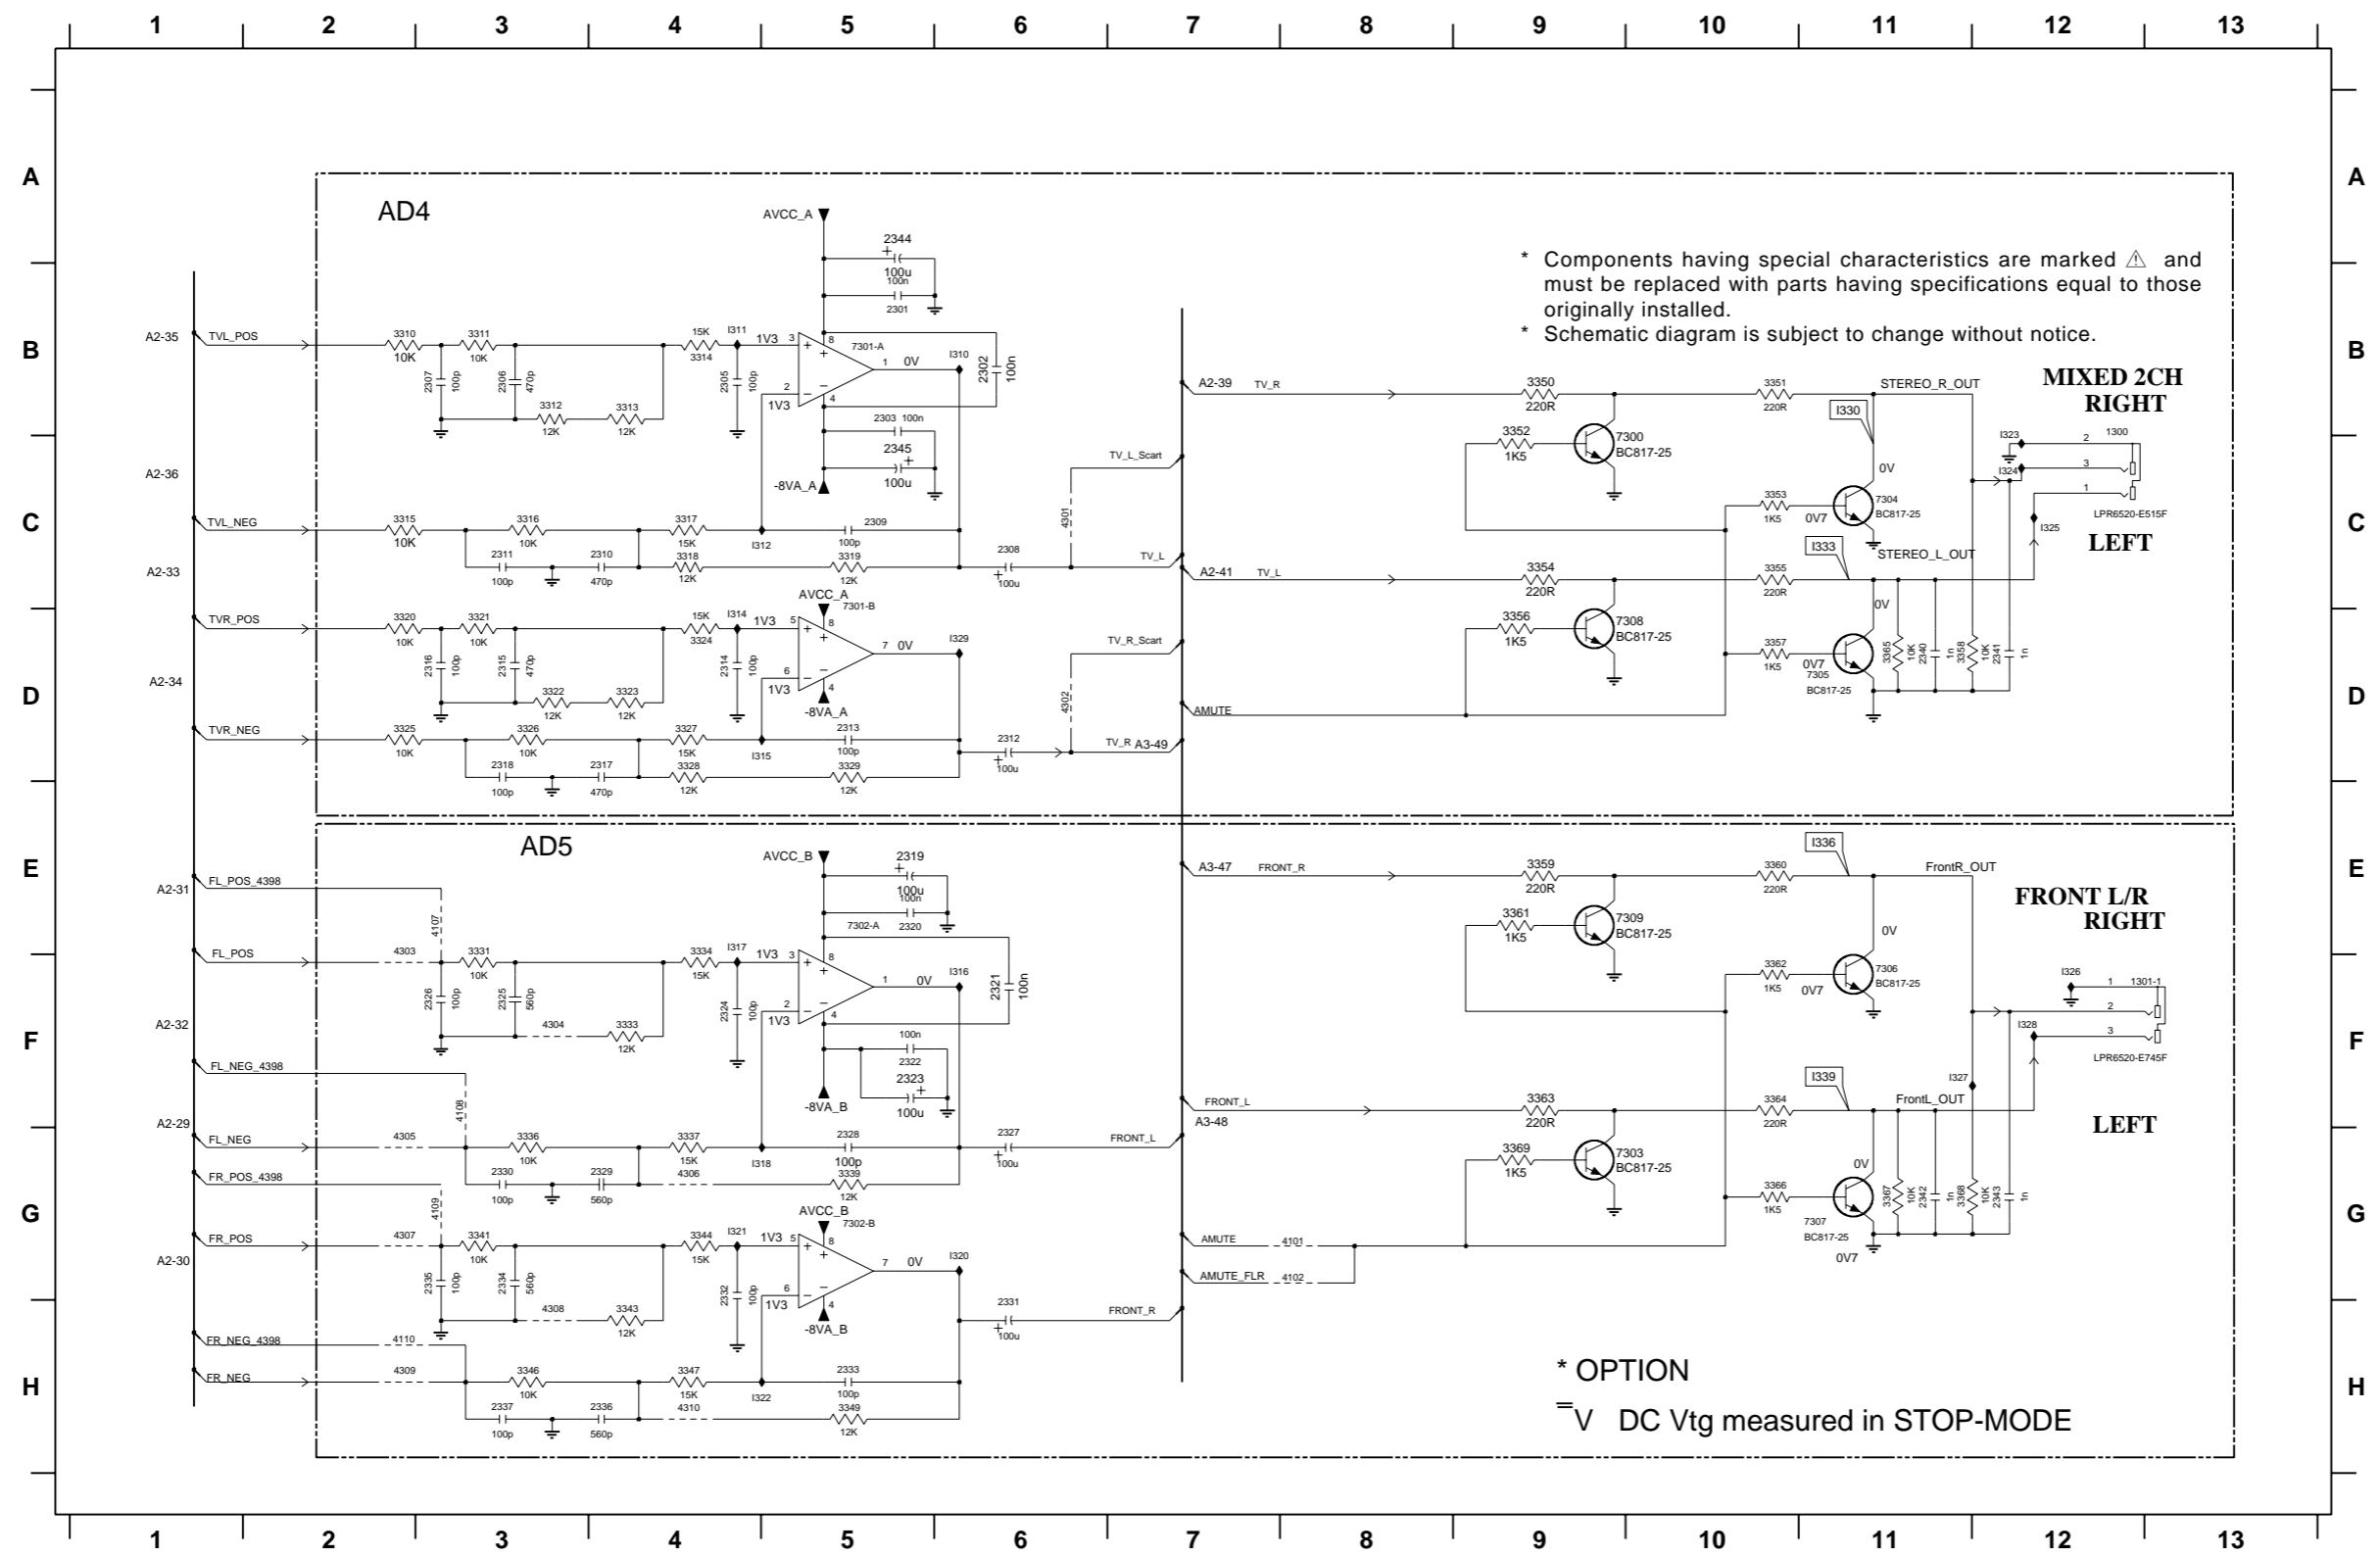 1 2 3 4 5 6 7 8 9 10 11 12 13
A A
B B
C C
D D
E E
F F
G G
H H
AD4
AVCC_A
2344
+
100u
100n
2301
* Components having special characteristics are marked ⚠ and
must be replaced with parts having specifications equal to those
originally installed.
* Schematic diagram is subject to change without notice.
A2-35 TVL_POS
3310 10K
3311 10K
15K 3314
I311
1V3 3
7301-A
8
1 0V
I310
2302 100n
2307 100p
2306 470p
2305 100p
2
1V3
4
3312 12K
3313 12K
2303 100n
2345 +
100u
-8VA_A
A2-36
TVL_NEG
3315 10K
3316 10K
3317 15K
I312
2309 100p
2311 100p
2310 470p
3318 12K
3319 12K
2308 + 100u
4301
TV_L_Scart
TV_L
A2-33
TVR_POS
3320 10K
3321 10K
15K 3324
I314
1V3 5
AVCC_A
7301-B
8
7 0V
I329
2316 100p
2315 470p
2314 100p
6
1V3
4
-8VA_A
3322 12K
3323 12K
TV_R_Scart
4302
A2-34
TVR_NEG
3325 10K
3326 10K
3327 15K
I315
2313 100p
2318 100p
2317 470p
3328 12K
3329 12K
2312 + 100u
TV_R A3-49
A2-39 TV_R
3350 220R
3351 220R
STEREO_R_OUT
I330
MIXED 2CH
RIGHT
3352 1K5
7300
BC817-25
0V
3353 1K5
0V7
7304
BC817-25
I323
I324
2 1300
3
1
I325
LPR6520-E515F
LEFT
A2-41 TV_L
3354 220R
3355 220R
I333
STEREO_L_OUT
0V
3356 1K5
7308
BC817-25
3357 1K5
0V7
7305
BC817-25
3365 10K
2340 1n
3358 10K
2341 1n
AMUTE
AD5
AVCC_B
2319
+
100u
100n
2320
7302-A
A2-31 FL_POS_4398
4107
FL_POS
4303
3331 10K
3334 15K
I317
1V3 3
8
1 0V
I316
2321 100n
2326 100p
2325 560p
2324 100p
2
1V3
4
4304
3333 12K
100n
2322
2323
+
100u
-8VA_B
A2-32
FL_NEG_4398
4108
A2-29
FL_NEG
4305
3336 10K
3337 15K
I318
2328 100p
2330 100p
2329 560p
4306
3339 12K
2327 + 100u
FRONT_L
FR_POS_4398
4109
FR_POS
4307
3341 10K
3344 15K
I321
1V3 5
AVCC_B
7302-B
8
7 0V
I320
2335 100p
2334 560p
2332 100p
6
1V3
4
-8VA_B
4308
3343 12K
A2-30
2331 + 100u
FRONT_R
FR_NEG_4398
4110
FR_NEG
4309
3346 10K
3347 15K
I322
2333 100p
2337 100p
2336 560p
4310
3349 12K
A3-47 FRONT_R
3359 220R
3360 220R
I336
FrontR_OUT
FRONT L/R
RIGHT
3361 1K5
7309
BC817-25
0V
3362 1K5
0V7
7306
BC817-25
I326
1 1301-1
2
I328
3
LPR6520-E745F
I327
FRONT_L
A3-48
3363 220R
3364 220R
I339
FrontL_OUT
LEFT
3369 1K5
7303
BC817-25
0V
3366 1K5
7307
BC817-25
0V7
3367 10K
2342 1n
3368 10K
2343 1n
AMUTE 4101
AMUTE_FLR 4102
* OPTION
=V DC Vtg measured in STOP-MODE
1 2 3 4 5 6 7 8 9 10 11 12 13